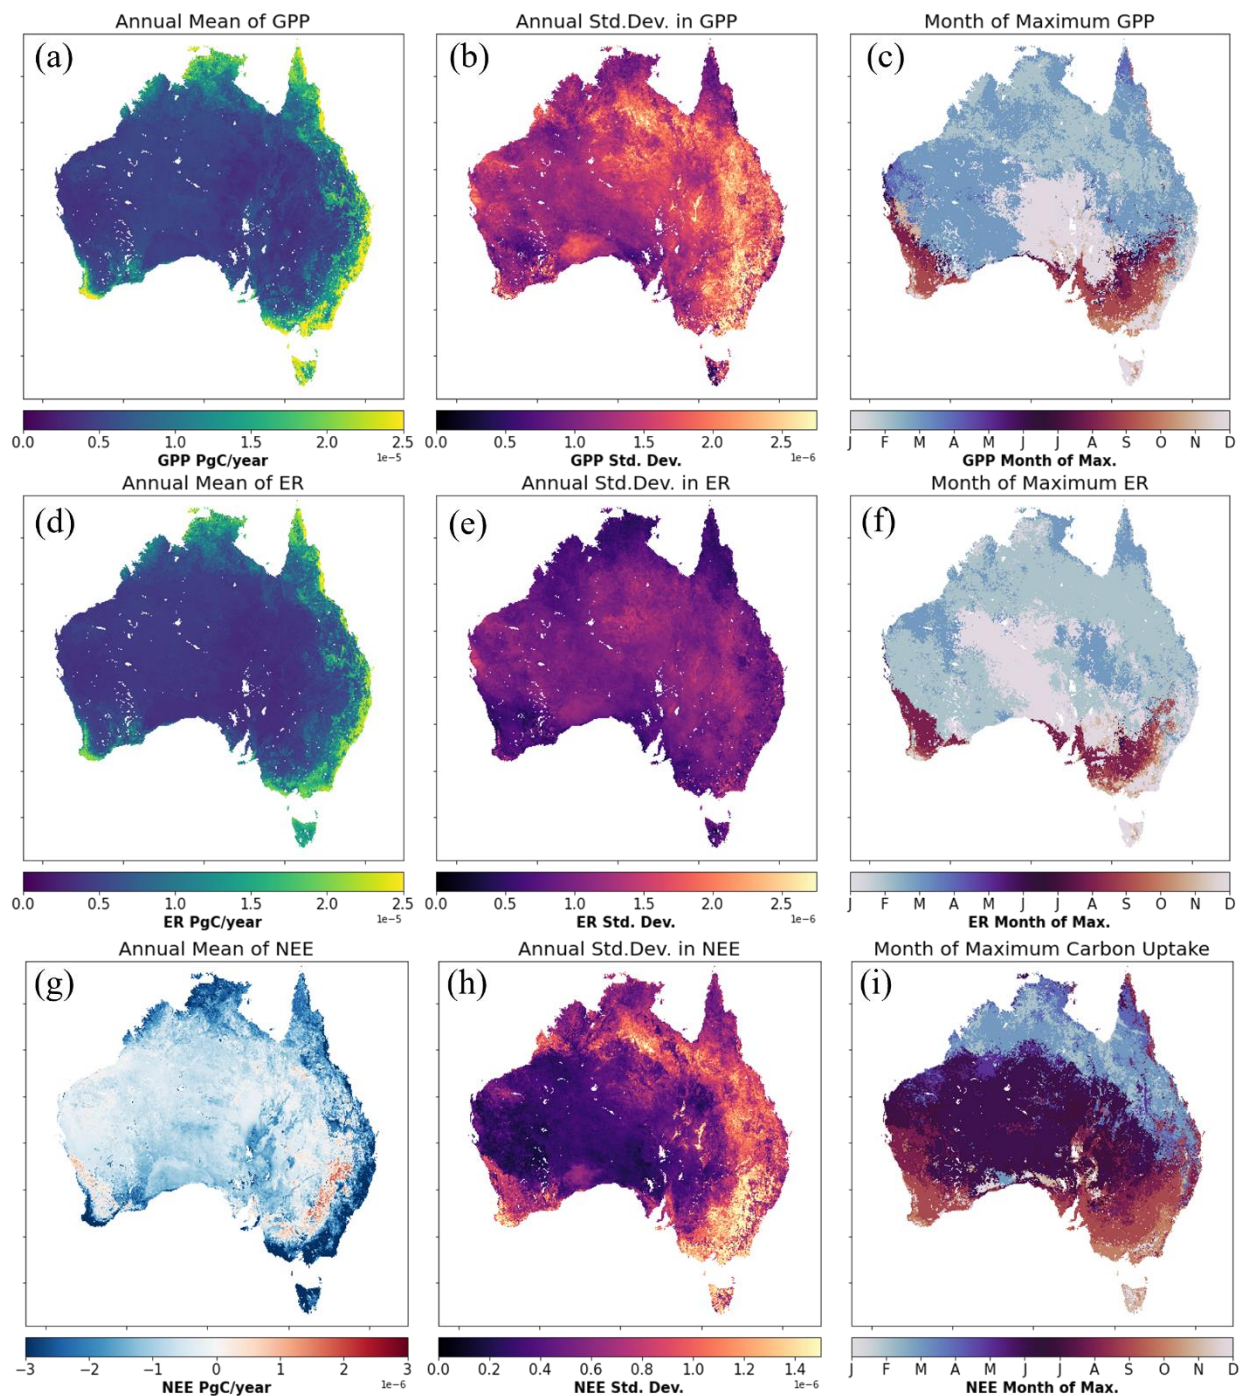 Annual Mean of GPP
Annual Std.Dev. in GPP
Month of Maximum GPP
(a)
(b)
(c)
0.0 0.5 1.0 1.5 2.0 2.5
0.0 0.5 1.0 1.5 2.0 2.5
J F M A M J J A S O N D
1e-5
1e-6
GPP PgC/year
GPP Std. Dev.
GPP Month of Max.
Annual Mean of ER
Annual Std.Dev. in ER
Month of Maximum ER
(d)
(e)
(f)
0.0 0.5 1.0 1.5 2.0 2.5
0.0 0.5 1.0 1.5 2.0 2.5
J F M A M J J A S O N D
1e-5
1e-6
ER PgC/year
ER Std. Dev.
ER Month of Max.
Annual Mean of NEE
Annual Std.Dev. in NEE
Month of Maximum Carbon Uptake
(g)
(h)
(i)
−3 −2 −1 0 1 2 3
0.0 0.2 0.4 0.6 0.8 1.0 1.2 1.4
J F M A M J J A S O N D
1e-6
1e-6
NEE PgC/year
NEE Std. Dev.
NEE Month of Max.